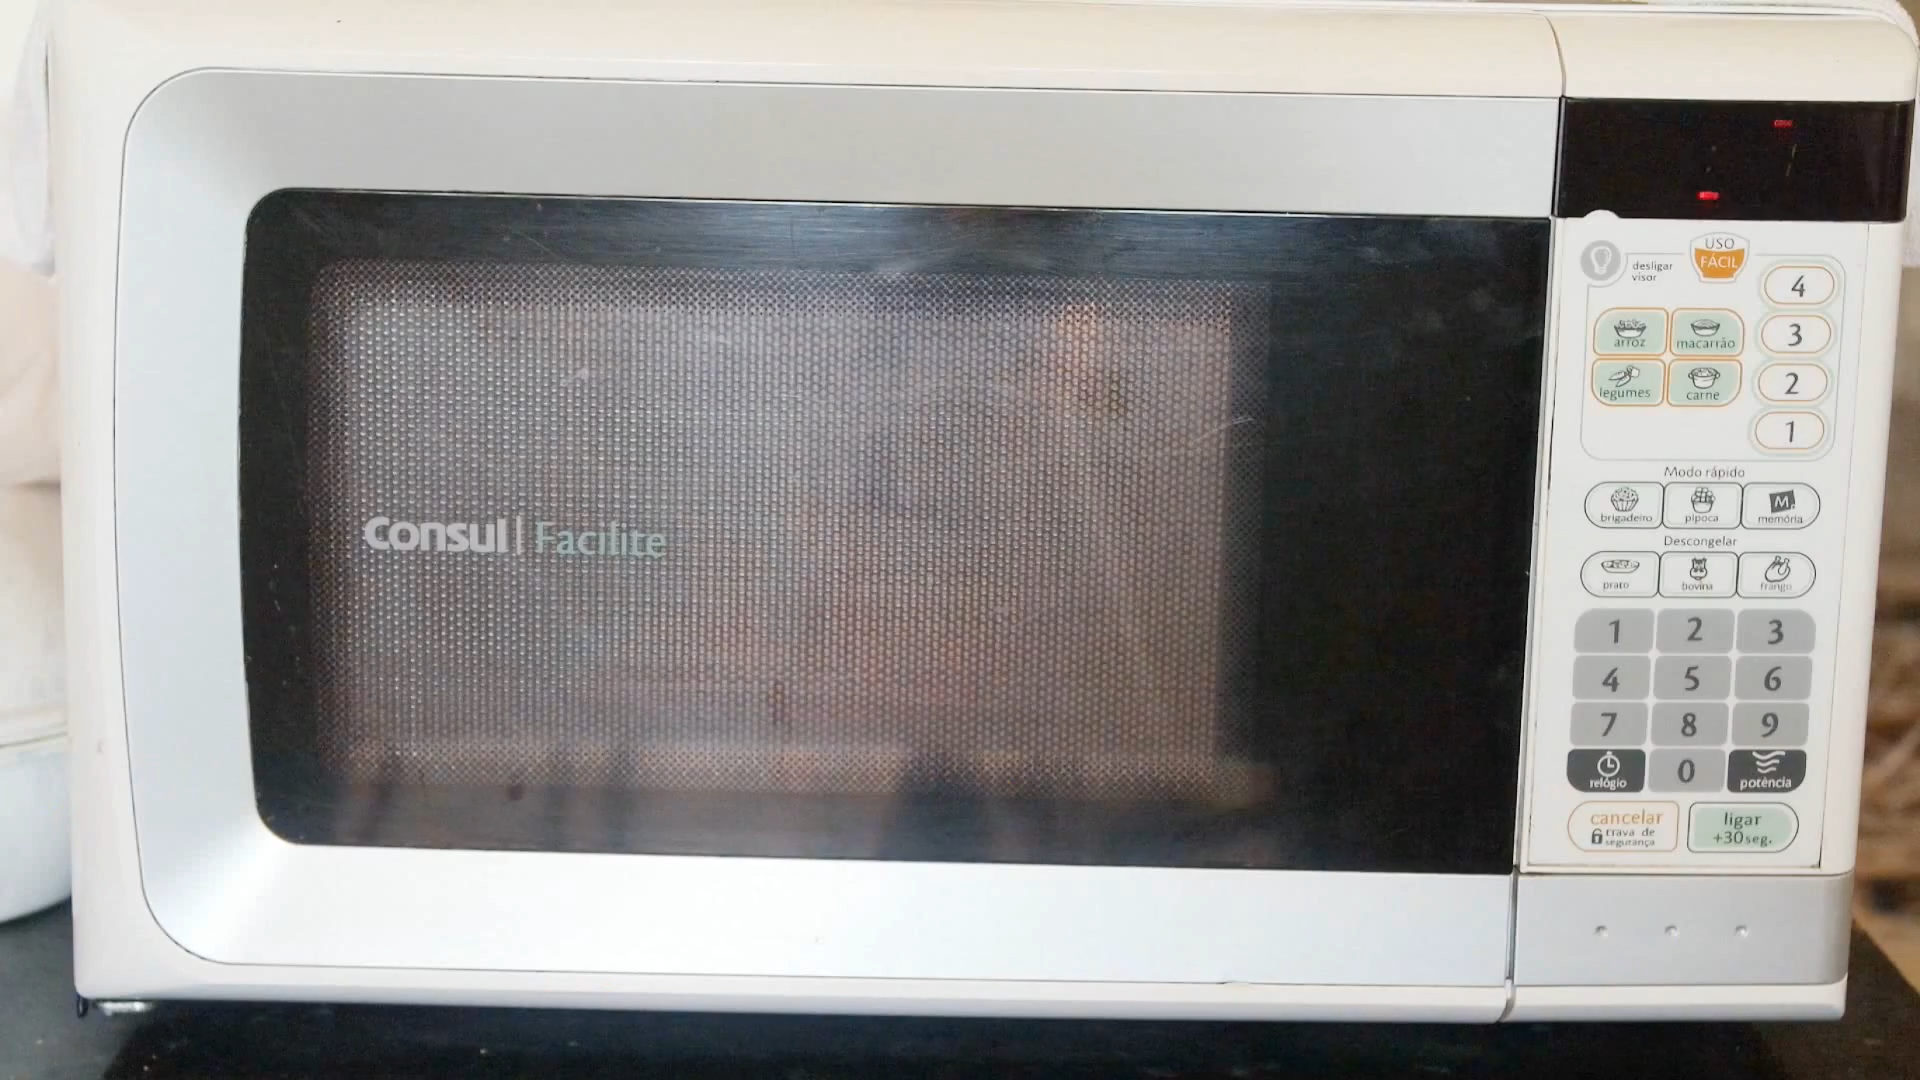 Consul | Facilite
desligar
visor
USO
FÁCIL
4
arroz
macarrão
3
legumes
carne
2
1
Modo rápido
brigadeiro
pipoca
M
memória
Descongelar
prato
bovina
frango
1 2 3
4 5 6
7 8 9
relógio
0
potência
cancelar
trava de
segurança
ligar
+30seg.